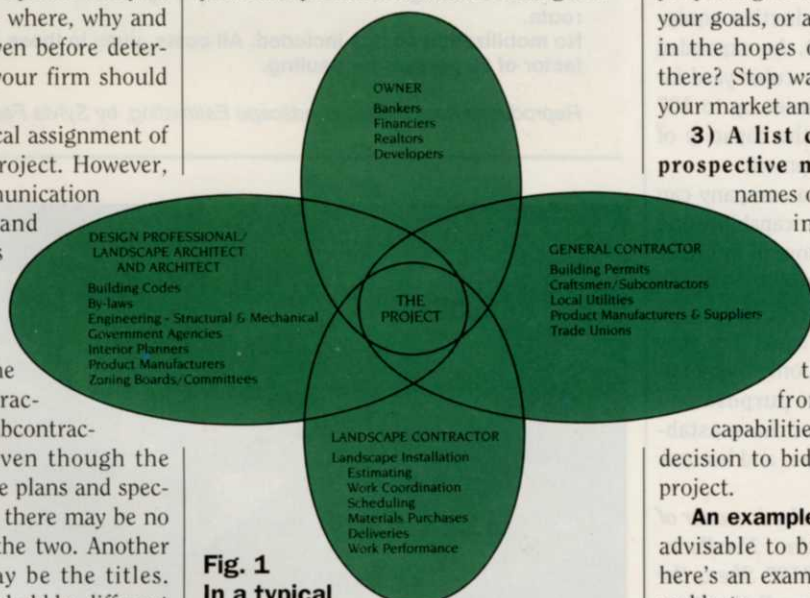 where, why and
ven before deter-
your firm should
cal assignment of
roject. However,
unication
and
s
ne
rac-
bcontrac-
ven though the
e plans and spec-
there may be no
the two. Another
ay be the titles.
OWNER
Bankers
Financiers
Realtors
Developers
DESIGN PROFESSIONAL/
LANDSCAPE ARCHITECT
AND ARCHITECT
Building Codes
By-laws
Engineering - Structural & Mechanical
Government Agencies
Interior Planners
Product Manufacturers
Zoning Boards/Committees
THE
PROJECT
GENERAL CONTRACTOR
Building Permits
Craftsmen/Subcontractors
Local Utilities
Product Manufacturers & Suppliers
Trade Unions
LANDSCAPE CONTRACTOR
Landscape Installation
Estimating
Work Coordination
Scheduling
Materials Purchases
Deliveries
Work Performance
Fig. 1
In a typical
your goals, or a
in the hopes o
there? Stop wa
your market an
3) A list o
prospective n
names o
in
t
from
capabilitie
decision to bid
project.
An example
advisable to b
here's an exam